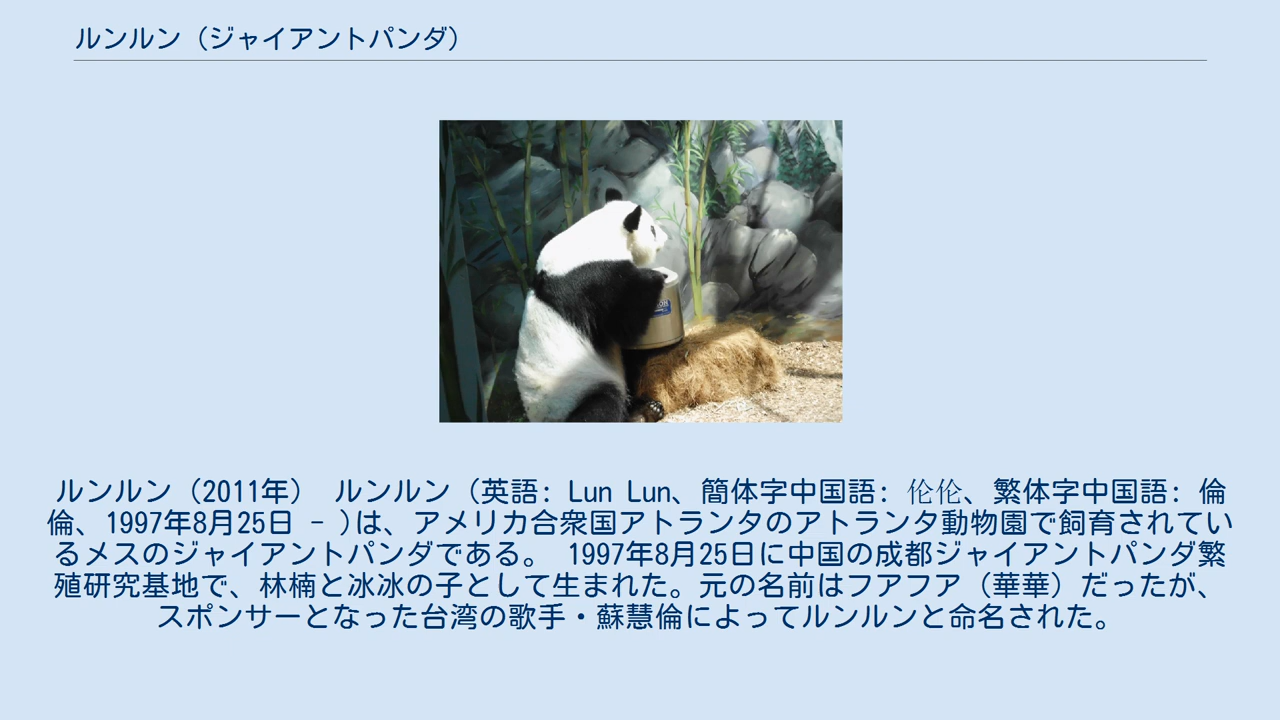 ルンルン（ジャイアントパンダ）
ルンルン（2011年）　ルンルン（英語: Lun Lun、簡体字中国語: 伦伦、繁体字中国語: 倫
倫、1997年8月25日 - )は、アメリカ合衆国アトランタのアトランタ動物園で飼育されてい
るメスのジャイアントパンダである。 1997年8月25日に中国の成都ジャイアントパンダ繁
殖研究基地で、林楠と冰冰の子として生まれた。元の名前はフアフア（華華）だったが、
スポンサーとなった台湾の歌手・蘇慧倫によってルンルンと命名された。